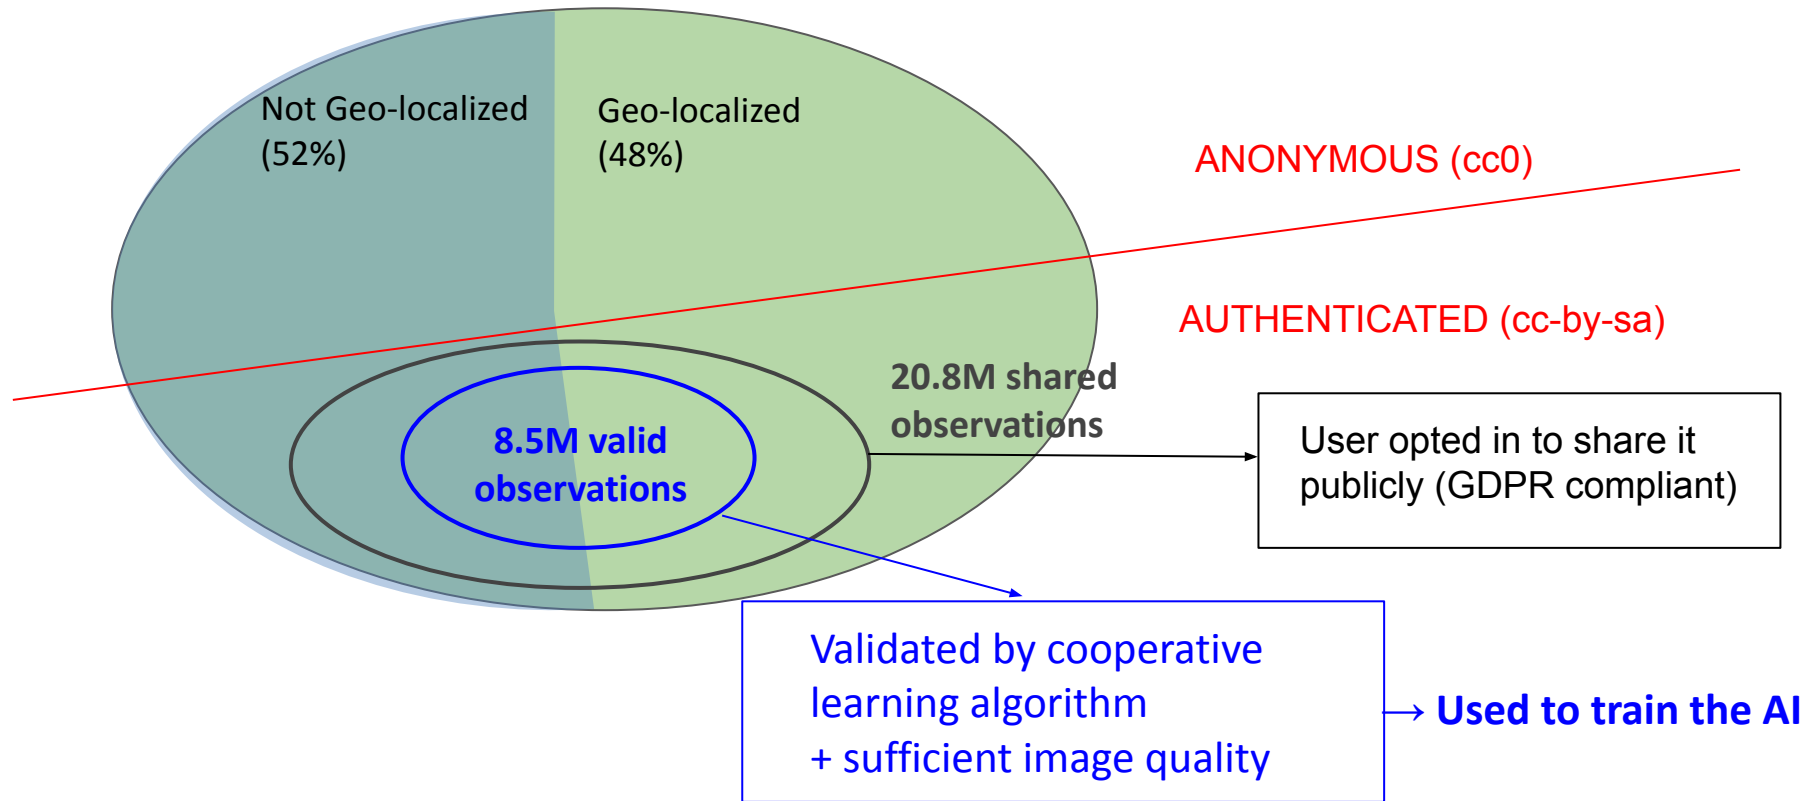 Not Geo-localized
(52%)
Geo-localized
(48%)
ANONYMOUS (cc0)
AUTHENTICATED (cc-by-sa)
20.8M shared
observations
8.5M valid
observations
User opted in to share it
publicly (GDPR compliant)
Validated by cooperative
learning algorithm
+ sufficient image quality
→ Used to train the AI